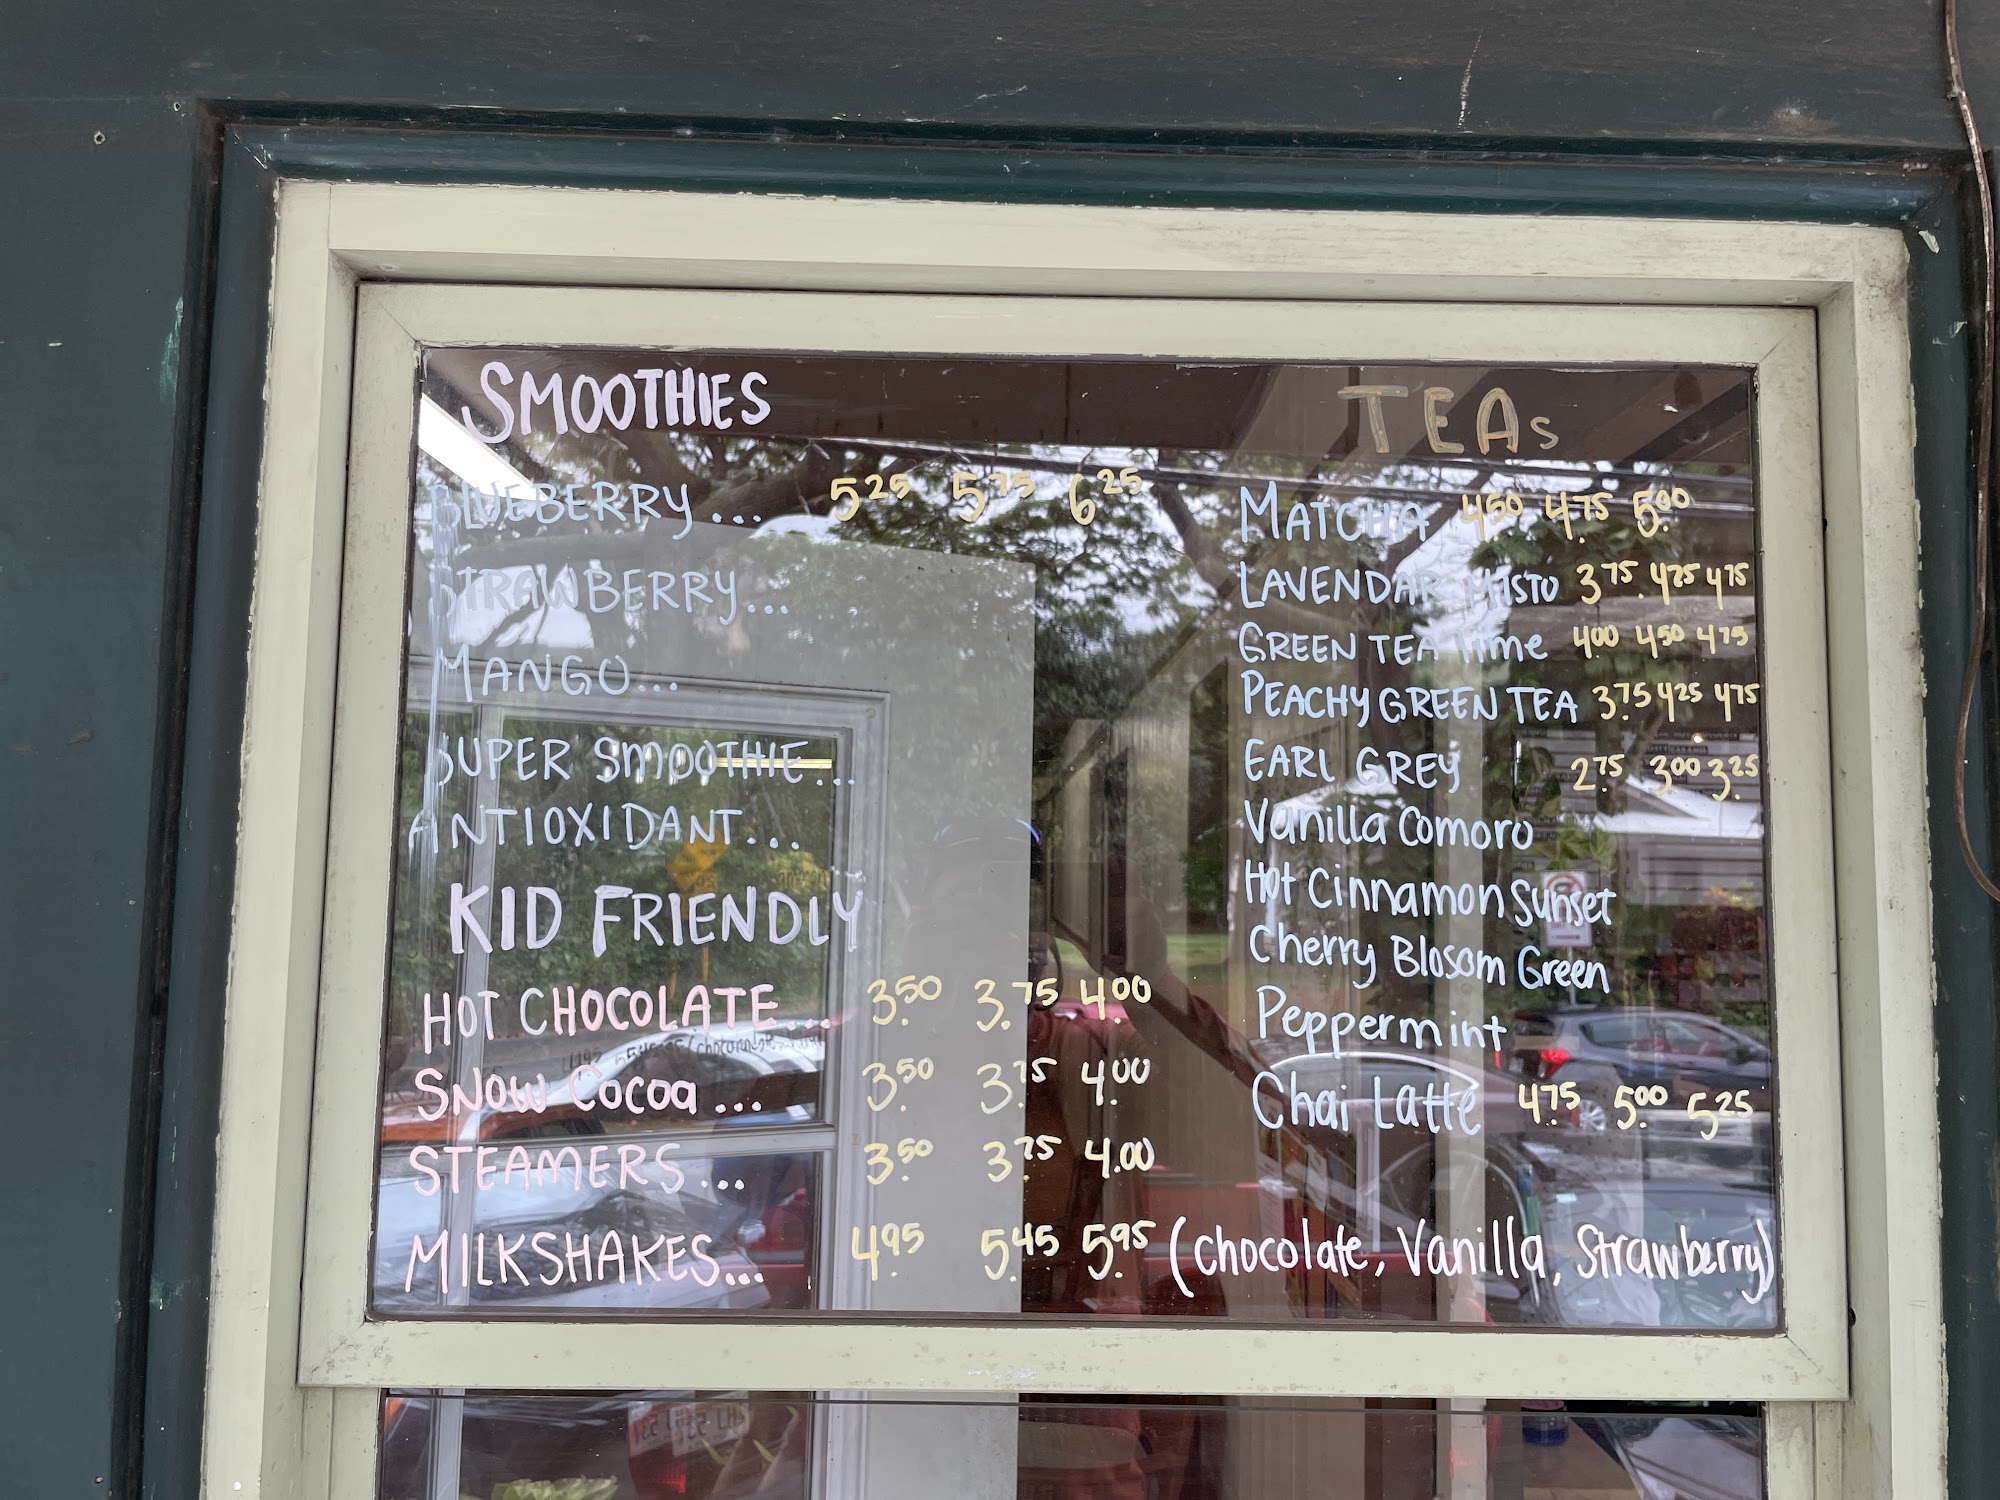 SMOOTHIES
BLUEBERRY... 5.25 5.75 6.25
STRAWBERRY...
MANGO...
SUPER SMOOTHIE...
ANTIOXIDANT...
KID FRIENDLY
HOT CHOCOLATE... 3.50 3.75 4.00
SNOW COCOA... 3.50 3.75 4.00
STEAMERS... 3.50 3.75 4.00
MILKSHAKES... 4.95 5.45 5.95 (chocolate, Vanilla, Strawberry)
TEAs
MATCHA 4.50 4.75 5.00
LAVENDAR MISTO 3.75 4.25 4.75
GREEN TEA lime 4.00 4.50 4.75
PEACHY GREEN TEA 3.75 4.25 4.75
EARL GREY 2.75 3.00 3.25
Vanilla Comoro
Hot Cinnamon Sunset
Cherry Blosom Green
Peppermint
Chai Latte 4.75 5.00 5.25